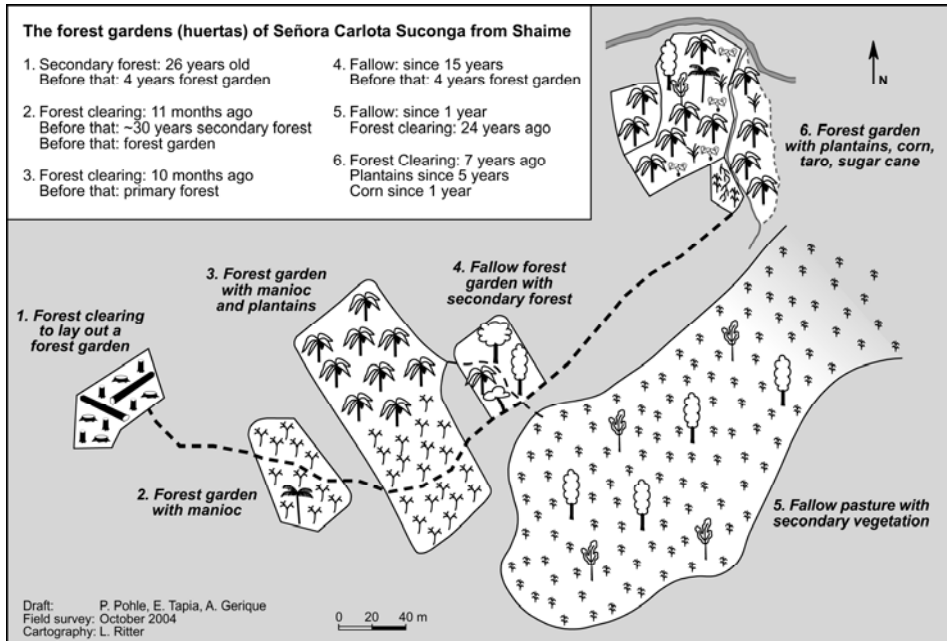 The forest gardens (huertas) of Señora Carlota Suconga from Shaime
1. Secondary forest: 26 years old
Before that: 4 years forest garden
2. Forest clearing: 11 months ago
Before that: ~30 years secondary forest
Before that: forest garden
3. Forest clearing: 10 months ago
Before that: primary forest
4. Fallow: since 15 years
Before that: 4 years forest garden
5. Fallow: since 1 year
Forest clearing: 24 years ago
6. Forest Clearing: 7 years ago
Plantains since 5 years
Corn since 1 year
N
6. Forest garden
with plantains, corn,
taro, sugar cane
3. Forest garden
with manioc
and plantains
4. Fallow forest
garden with
secondary forest
1. Forest clearing
to lay out a
forest garden
2. Forest garden
with manioc
5. Fallow pasture with
secondary vegetation
Draft: P. Pohle, E. Tapia, A. Gerique
Field survey: October 2004
Cartography: L. Ritter
0 20 40 m